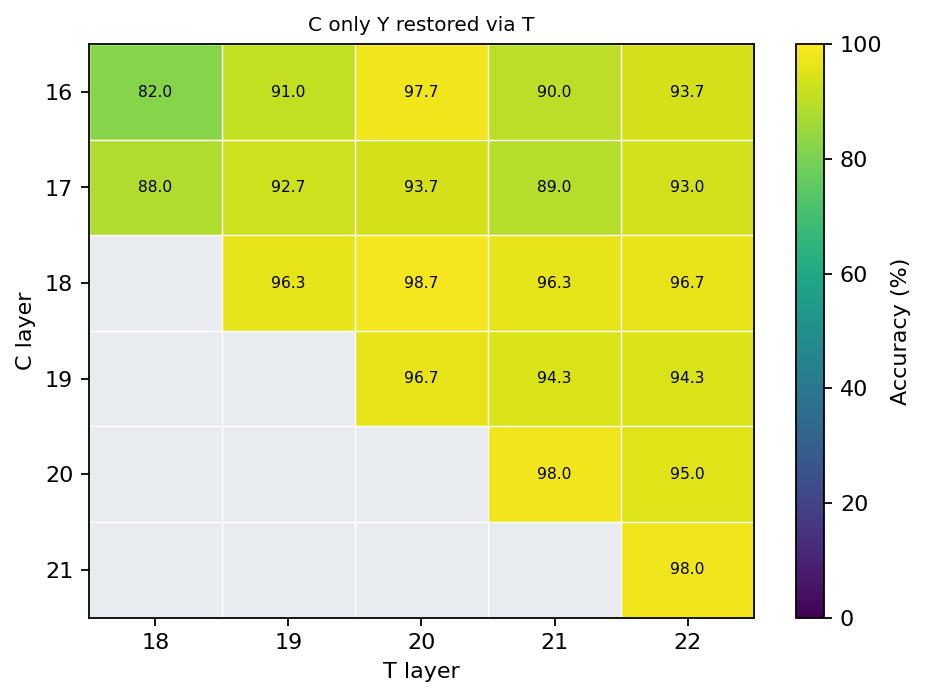 C only Y restored via T
100
16 82.0 91.0 97.7 90.0 93.7
17 88.0 92.7 93.7 89.0 93.0
80
18 96.3 98.7 96.3 96.7
60
C layer
Accuracy (%)
19 96.7 94.3 94.3
40
20 98.0 95.0
20
21 98.0
0
18 19 20 21 22
T layer